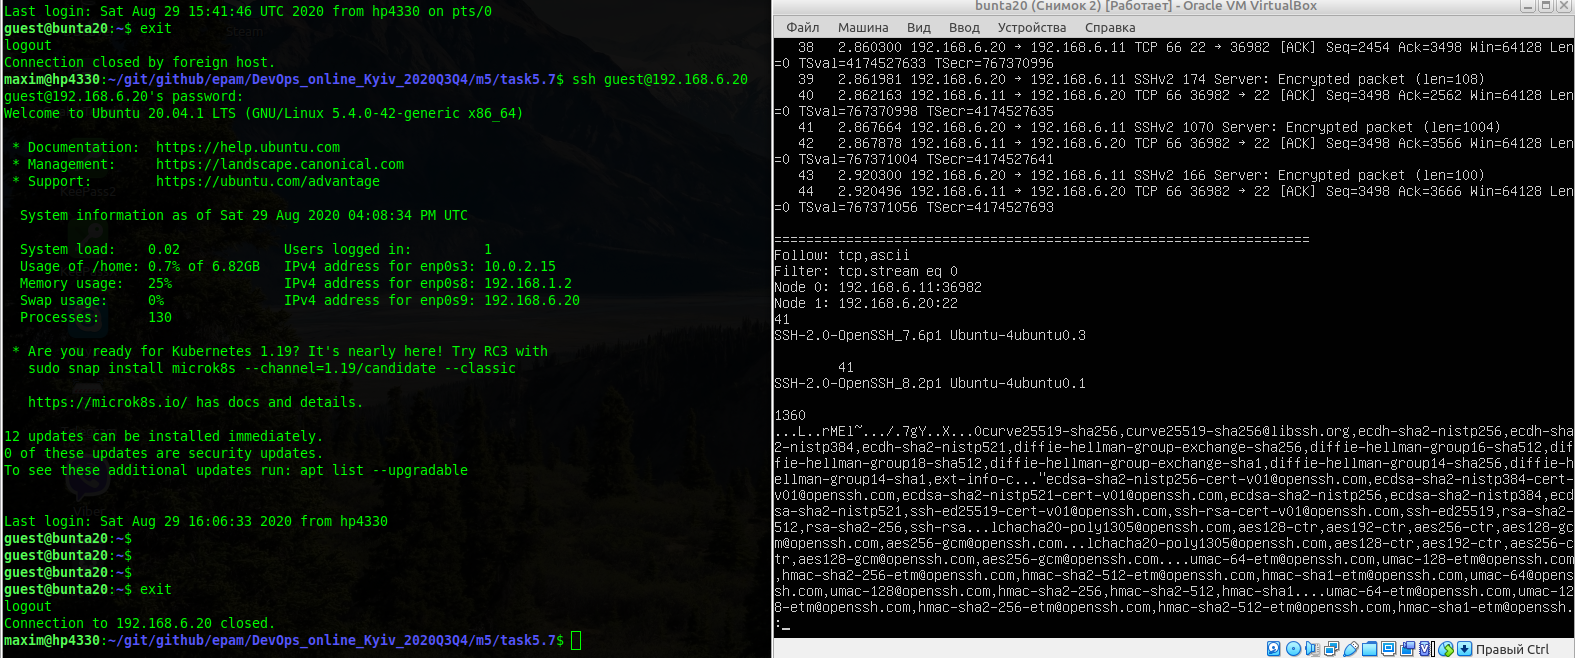 Last login: Sat Aug 29 15:41:46 UTC 2020 from hp4330 on pts/0
guest@bunta20:~$ exit
logout
Connection closed by foreign host.
maxim@hp4330:~/git/github/epam/DevOps_online_Kyiv_2020Q3Q4/m5/task5.7$ ssh guest@192.168.6.20
guest@192.168.6.20's password:
Welcome to Ubuntu 20.04.1 LTS (GNU/Linux 5.4.0-42-generic x86_64)
* Documentation: https://help.ubuntu.com
* Management: https://landscape.canonical.com
* Support: https://ubuntu.com/advantage
System information as of Sat 29 Aug 2020 04:08:34 PM UTC
System load: 0.02 Users logged in: 1
Usage of /home: 0.7% of 6.82GB IPv4 address for enp0s3: 10.0.2.15
Memory usage: 25% IPv4 address for enp0s8: 192.168.1.2
Swap usage: 0% IPv4 address for enp0s9: 192.168.6.20
Processes: 130
* Are you ready for Kubernetes 1.19? It's nearly here! Try RC3 with
sudo snap install microk8s --channel=1.19/candidate --classic
https://microk8s.io/ has docs and details.
12 updates can be installed immediately.
0 of these updates are security updates.
To see these additional updates run: apt list --upgradable
Last login: Sat Aug 29 16:06:33 2020 from hp4330
guest@bunta20:~$
guest@bunta20:~$
guest@bunta20:~$
guest@bunta20:~$ exit
logout
Connection to 192.168.6.20 closed.
maxim@hp4330:~/git/github/epam/DevOps_online_Kyiv_2020Q3Q4/m5/task5.7$
bunta20 (Снимок 2) [Работает] - Oracle VM VirtualBox
Файл Машина Вид Ввод Устройства Справка
38 2.860300 192.168.6.20 → 192.168.6.11 TCP 66 22 → 36982 [ACK] Seq=2454 Ack=3498 Win=64128 Len
=0 TSval=4174527633 TSecr=767370996
39 2.861981 192.168.6.20 → 192.168.6.11 SSHv2 174 Server: Encrypted packet (len=108)
40 2.862163 192.168.6.11 → 192.168.6.20 TCP 66 36982 → 22 [ACK] Seq=3498 Ack=2562 Win=64128 Len
=0 TSval=767370998 TSecr=4174527635
41 2.867664 192.168.6.20 → 192.168.6.11 SSHv2 1070 Server: Encrypted packet (len=1004)
42 2.867878 192.168.6.11 → 192.168.6.20 TCP 66 36982 → 22 [ACK] Seq=3498 Ack=3566 Win=64128 Len
=0 TSval=767371004 TSecr=4174527641
43 2.920300 192.168.6.20 → 192.168.6.11 SSHv2 166 Server: Encrypted packet (len=100)
44 2.920496 192.168.6.11 → 192.168.6.20 TCP 66 36982 → 22 [ACK] Seq=3498 Ack=3666 Win=64128 Len
=0 TSval=767371056 TSecr=4174527693
===================================================================
Follow: tcp,ascii
Filter: tcp.stream eq 0
Node 0: 192.168.6.11:36982
Node 1: 192.168.6.20:22
41
SSH-2.0-OpenSSH_7.6p1 Ubuntu-4ubuntu0.3
41
SSH-2.0-OpenSSH_8.2p1 Ubuntu-4ubuntu0.1
1360
...L..rMEl~.../.7gY..X...0curve25519-sha256,curve25519-sha256@libssh.org,ecdh-sha2-nistp256,ecdh-sha
2-nistp384,ecdh-sha2-nistp521,diffie-hellman-group-exchange-sha256,diffie-hellman-group16-sha512,dif
fie-hellman-group18-sha512,diffie-hellman-group-exchange-sha1,diffie-hellman-group14-sha256,diffie-h
ellman-group14-sha1,ext-info-c..."ecdsa-sha2-nistp256-cert-v01@openssh.com,ecdsa-sha2-nistp384-cert-
v01@openssh.com,ecdsa-sha2-nistp521-cert-v01@openssh.com,ecdsa-sha2-nistp256,ecdsa-sha2-nistp384,ecd
sa-sha2-nistp521,ssh-ed25519-cert-v01@openssh.com,ssh-rsa-cert-v01@openssh.com,ssh-ed25519,rsa-sha2-
512,rsa-sha2-256,ssh-rsa...lchacha20-poly1305@openssh.com,aes128-ctr,aes192-ctr,aes256-ctr,aes128-gc
m@openssh.com,aes256-gcm@openssh.com...lchacha20-poly1305@openssh.com,aes128-ctr,aes192-ctr,aes256-c
tr,aes128-gcm@openssh.com,aes256-gcm@openssh.com....umac-64-etm@openssh.com,umac-128-etm@openssh.com
,hmac-sha2-256-etm@openssh.com,hmac-sha2-512-etm@openssh.com,hmac-sha1-etm@openssh.com,umac-64@opens
sh.com,umac-128@openssh.com,hmac-sha2-256,hmac-sha2-512,hmac-sha1....umac-64-etm@openssh.com,umac-12
8-etm@openssh.com,hmac-sha2-256-etm@openssh.com,hmac-sha2-512-etm@openssh.com,hmac-sha1-etm@openssh.
:_
Правый Ctrl